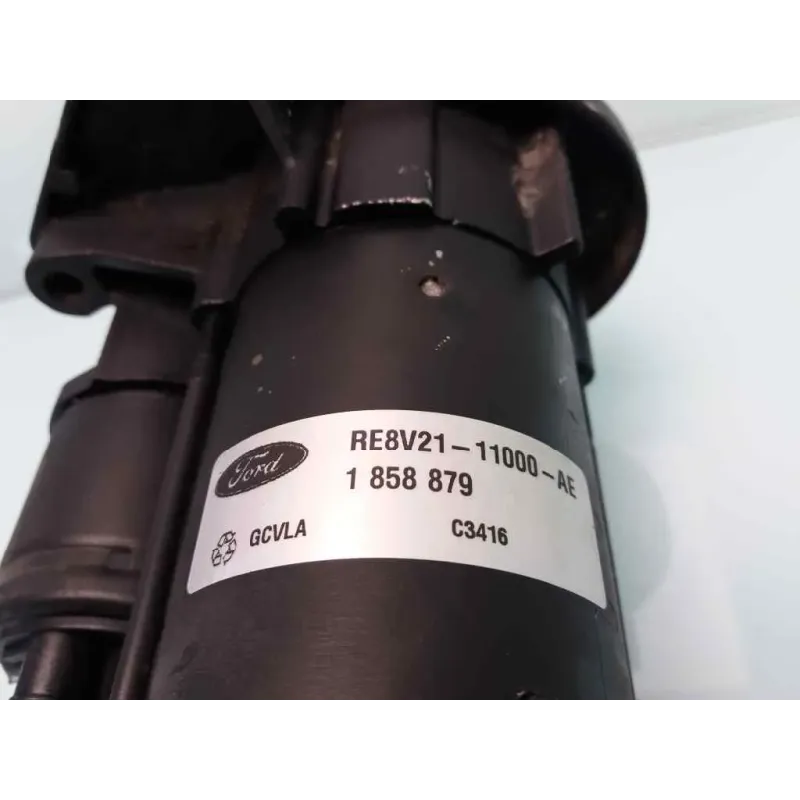 Ford
RE8V21-11000-AE
1 858 879
GCVLA C3416